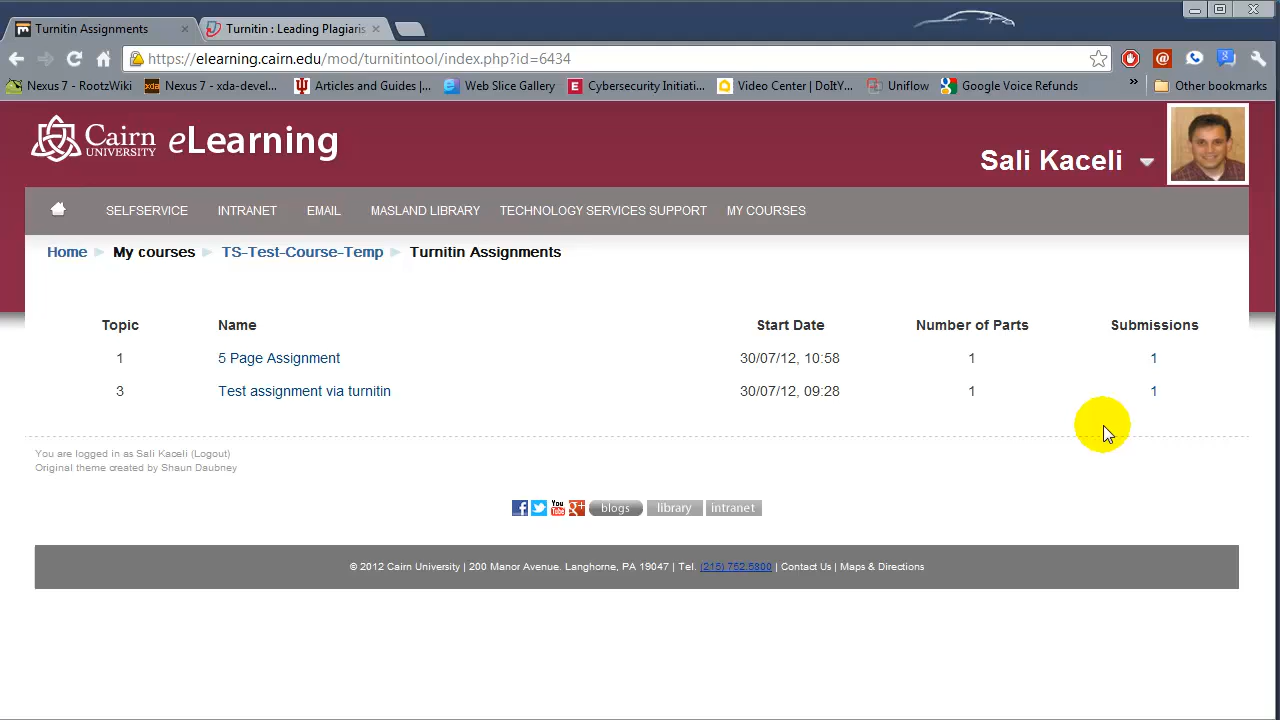 Turnitin Assignments
Turnitin : Leading Plagiaris
https://elearning.cairn.edu/mod/turnitintool/index.php?id=6434
Nexus 7 - RootzWiki
xda
Nexus 7 - xda-devel...
Articles and Guides |...
Web Slice Gallery
E
Cybersecurity Initiati...
Video Center | DoItY...
Uniflow
Google Voice Refunds
»
Other bookmarks
Cairn UNIVERSITY eLearning
Sali Kaceli
SELFSERVICE INTRANET EMAIL MASLAND LIBRARY TECHNOLOGY SERVICES SUPPORT MY COURSES
Home My courses TS-Test-Course-Temp Turnitin Assignments
Topic Name Start Date Number of Parts Submissions
1 5 Page Assignment 30/07/12, 10:58 1 1
3 Test assignment via turnitin 30/07/12, 09:28 1 1
You are logged in as Sali Kaceli (Logout)
Original theme created by Shaun Daubney
You Tube g+ blogs library intranet
© 2012 Cairn University | 200 Manor Avenue. Langhorne, PA 19047 | Tel. (215) 752.5800 | Contact Us | Maps & Directions